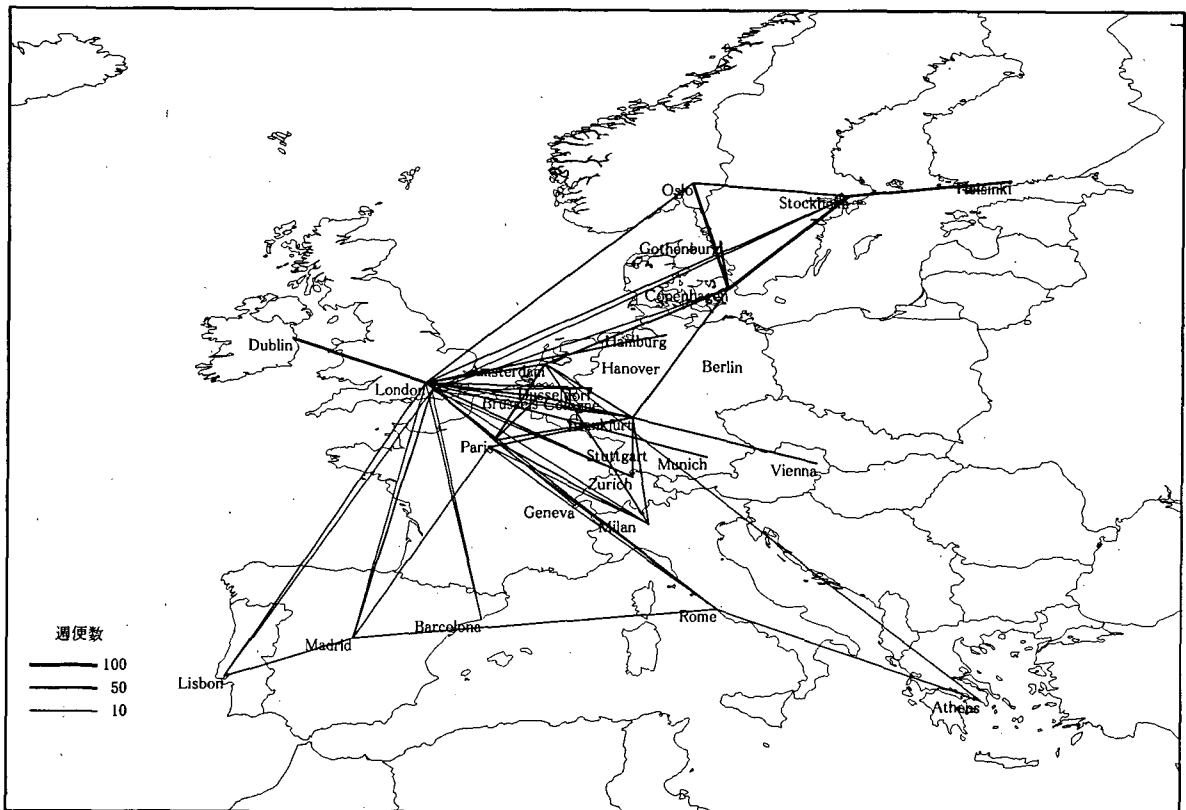 Oslo
Stockholm
Helsinki
Gothenburg
Copenhagen
Dublin
Hamburg
Amsterdam
Hanover
Berlin
London
Dusseldorf
Brussels Cologne
Frankfurt
Paris
Stuttgart
Munich
Vienna
Zurich
Geneva
Milan
Barcolona
Rome
Madrid
Lisbon
Athens
週便数
100
50
10